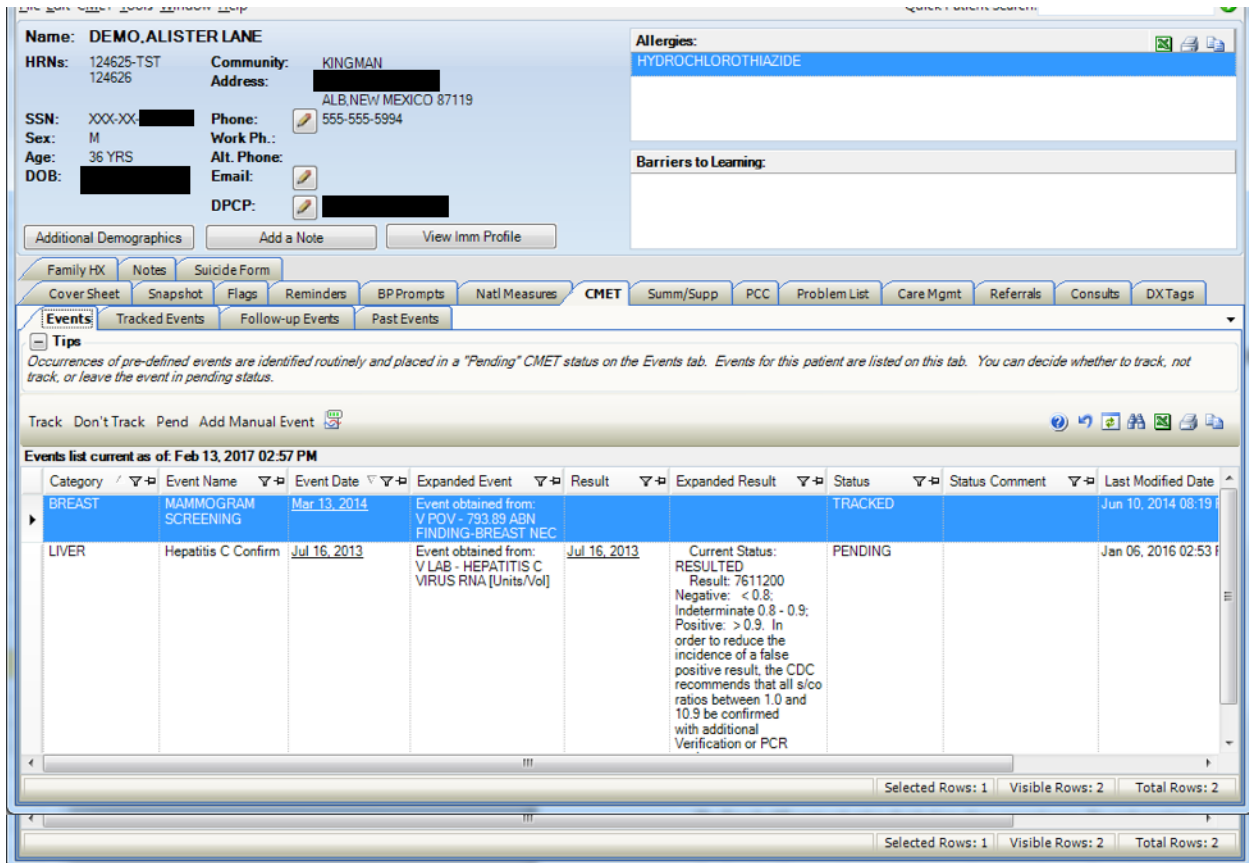 File Edit CMET Tools Window Help Quick Patient Search:
Name: DEMO,ALISTER LANE
HRNs: 124625-TST
124626
Community: KINGMAN
Address:
ALB,NEW MEXICO 87119
SSN: XXX-XX-
Phone: 555-555-5994
Sex: M
Work Ph.:
Age: 36 YRS
Alt. Phone:
DOB:
Email:
DPCP:
Allergies:
HYDROCHLOROTHIAZIDE
Barriers to Learning:
Additional Demographics Add a Note View Imm Profile
Family HX Notes Suicide Form
Cover Sheet Snapshot Flags Reminders BP Prompts Natl Measures CMET Summ/Supp PCC Problem List Care Mgmt Referrals Consults DX Tags
Events Tracked Events Follow-up Events Past Events
Tips
Occurrences of pre-defined events are identified routinely and placed in a "Pending" CMET status on the Events tab. Events for this patient are listed on this tab. You can decide whether to track, not
track, or leave the event in pending status.
Track Don't Track Pend Add Manual Event
Events list current as of: Feb 13, 2017 02:57 PM
Category Event Name Event Date Expanded Event Result Expanded Result Status Status Comment Last Modified Date
BREAST
MAMMOGRAM
SCREENING
Mar 13, 2014
Event obtained from:
V POV - 793.89 ABN
FINDING-BREAST NEC
TRACKED
Jun 10, 2014 08:19
LIVER
Hepatitis C Confirm
Jul 16, 2013
Event obtained from:
V LAB - HEPATITIS C
VIRUS RNA [Units/Vol]
Jul 16, 2013
Current Status:
RESULTED
Result: 7611200
Negative: < 0.8;
Indeterminate 0.8 - 0.9;
Positive: > 0.9. In
order to reduce the
incidence of a false
positive result, the CDC
recommends that all s/co
ratios between 1.0 and
10.9 be confirmed
with additional
Verification or PCR
PENDING
Jan 06, 2016 02:53
Selected Rows: 1 Visible Rows: 2 Total Rows: 2
Selected Rows: 1 Visible Rows: 2 Total Rows: 2